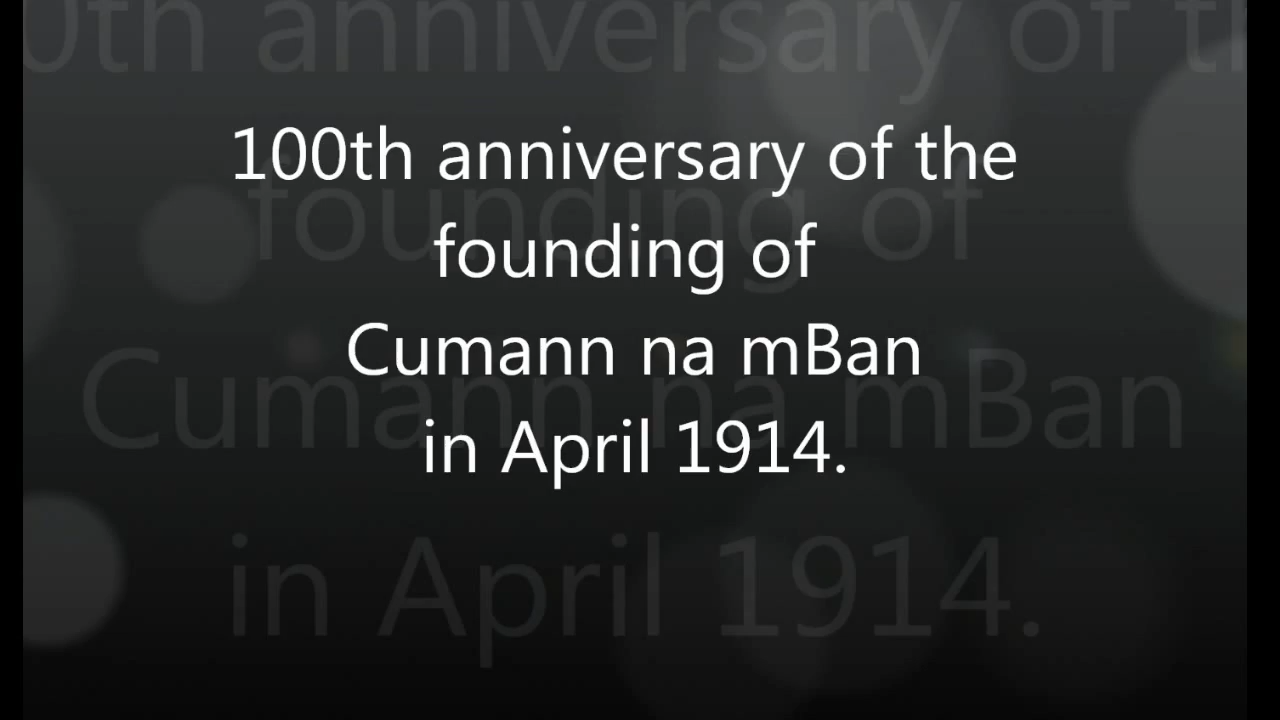 100th anniversary of the
founding of
Cumann na mBan
in April 1914.